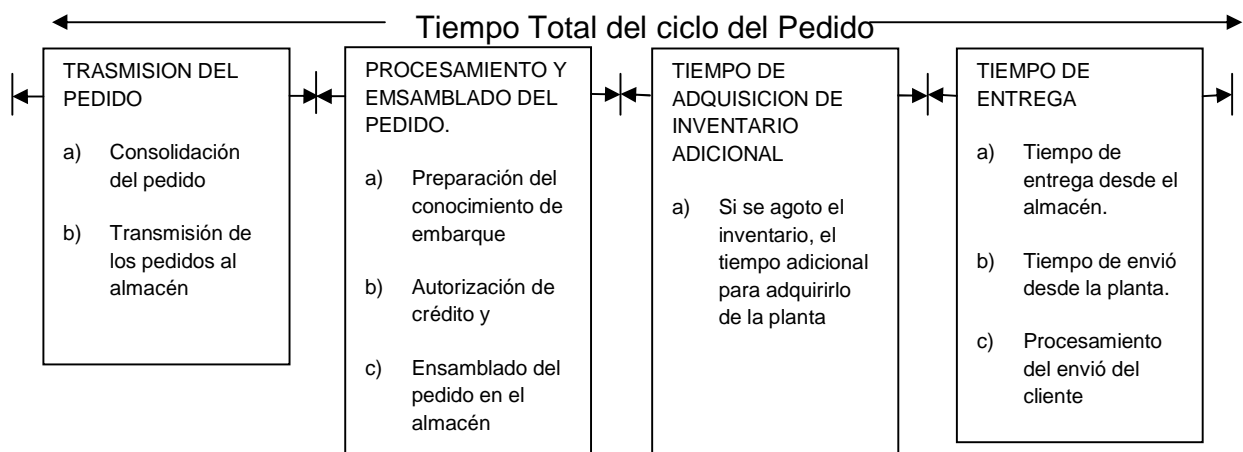 Tiempo Total del ciclo del Pedido
TRASMISION DEL
PEDIDO
a) Consolidación
del pedido
b) Transmisión de
los pedidos al
almacén
PROCESAMIENTO Y
EMSAMBLADO DEL
PEDIDO.
a) Preparación del
conocimiento de
embarque
b) Autorización de
crédito y
c) Ensamblado del
pedido en el
almacén
TIEMPO DE
ADQUISICION DE
INVENTARIO
ADICIONAL
a) Si se agoto el
inventario, el
tiempo adicional
para adquirirlo
de la planta
TIEMPO DE
ENTREGA
a) Tiempo de
entrega desde el
almacén.
b) Tiempo de envió
desde la planta.
c) Procesamiento
del envió del
cliente